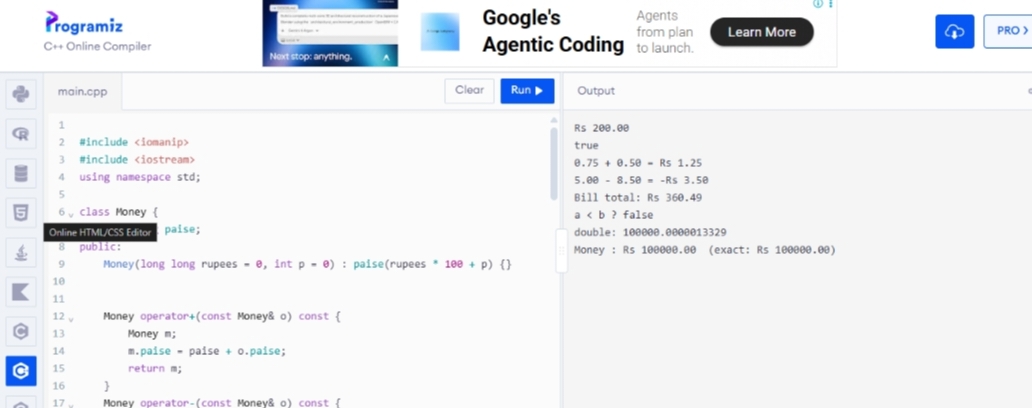 Programiz
C++ Online Compiler
Next stop: anything.
Google's
Agentic Coding
Agents
from plan
to launch.
Learn More
PRO
main.cpp
Clear
Run
Output
1
2 #include <iomanip>
3 #include <iostream>
4 using namespace std;
5
6 class Money {
Online HTML/CSS Editor
paise;
8 public:
9 Money(long long rupees = 0, int p = 0) : paise(rupees * 100 + p) {}
10
11
12 Money operator+(const Money& o) const {
13 Money m;
14 m.paise = paise + o.paise;
15 return m;
16 }
17 Money operator-(const Money& o) const {
Rs 200.00
true
0.75 + 0.50 = Rs 1.25
5.00 - 8.50 = -Rs 3.50
Bill total: Rs 360.49
a < b ? false
double: 100000.0000013329
Money : Rs 100000.00 (exact: Rs 100000.00)